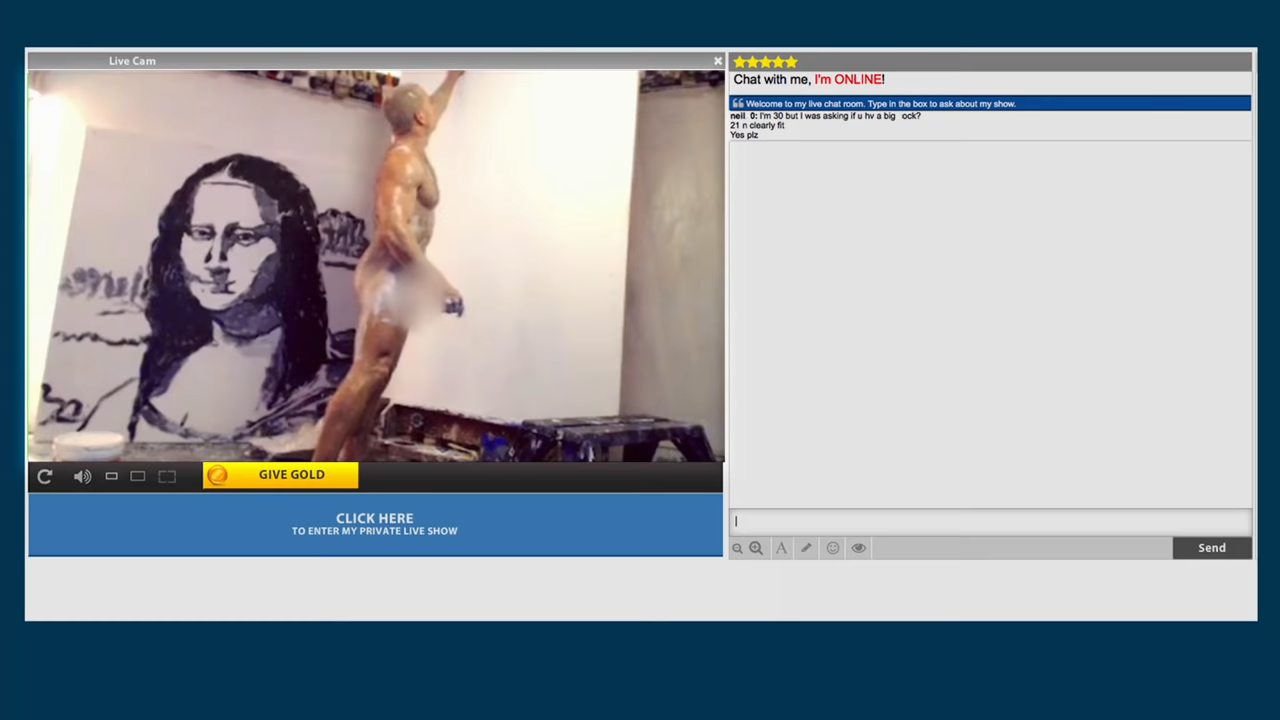 Live Cam
×
Chat with me, I'm ONLINE!
Welcome to my live chat room. Type in the box to ask about my show.
neil 0: I'm 30 but I was asking if u hv a big ock?
21 n clearly fit
Yes plz
GIVE GOLD
CLICK HERE
TO ENTER MY PRIVATE LIVE SHOW
A
Send